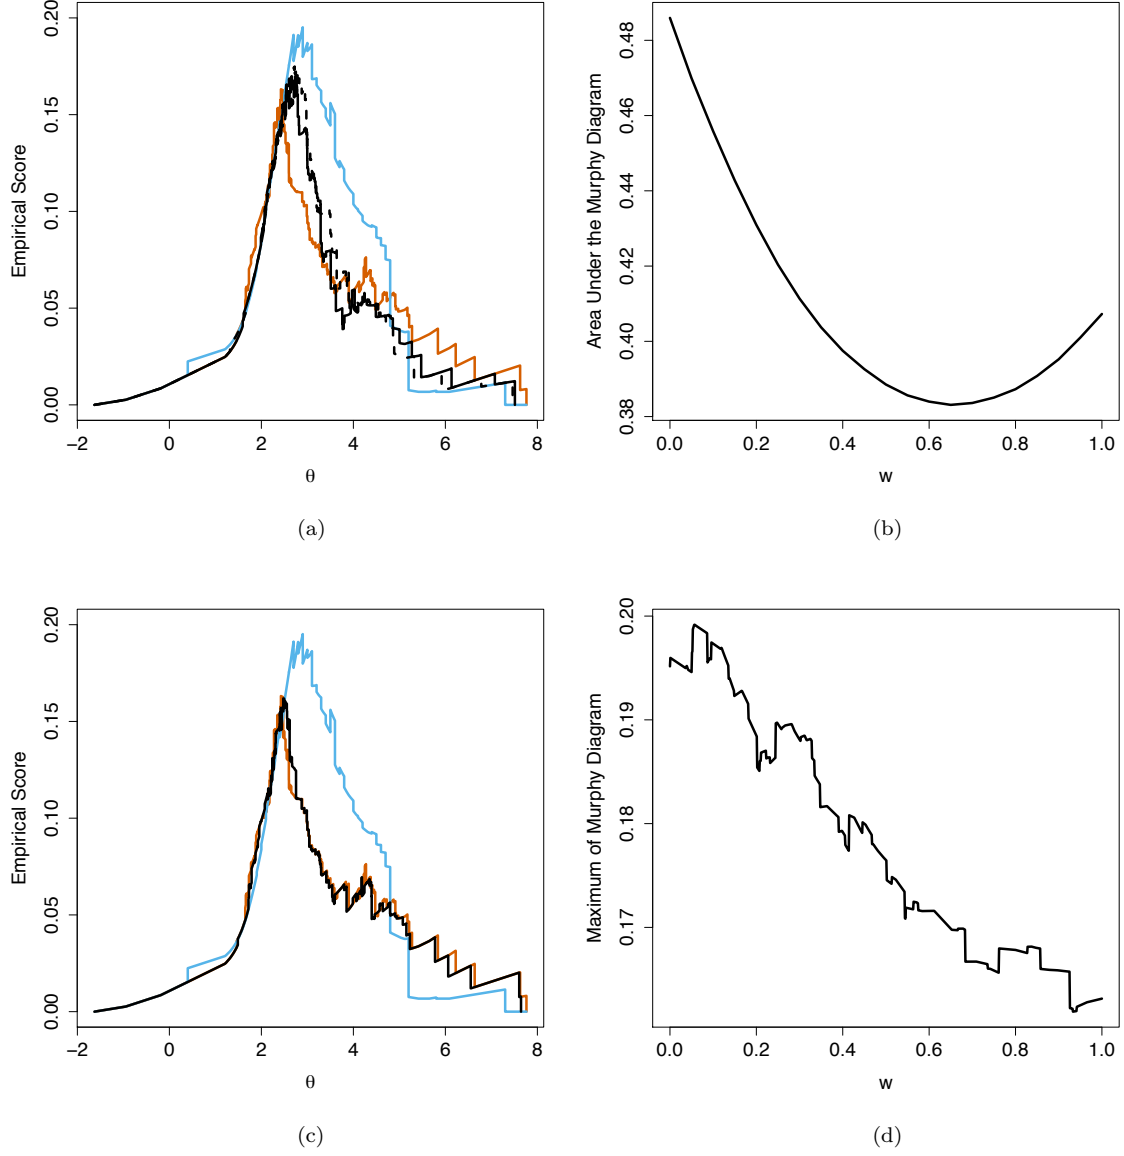 Empirical Score
0.00 0.05 0.10 0.15 0.20
−2 0 2 4 6 8
θ
(a)
Area Under the Murphy Diagram
0.38 0.40 0.42 0.44 0.46 0.48
0.0 0.2 0.4 0.6 0.8 1.0
w
(b)
Empirical Score
0.00 0.05 0.10 0.15 0.20
−2 0 2 4 6 8
θ
(c)
Maximum of Murphy Diagram
0.17 0.18 0.19 0.20
0.0 0.2 0.4 0.6 0.8 1.0
w
(d)